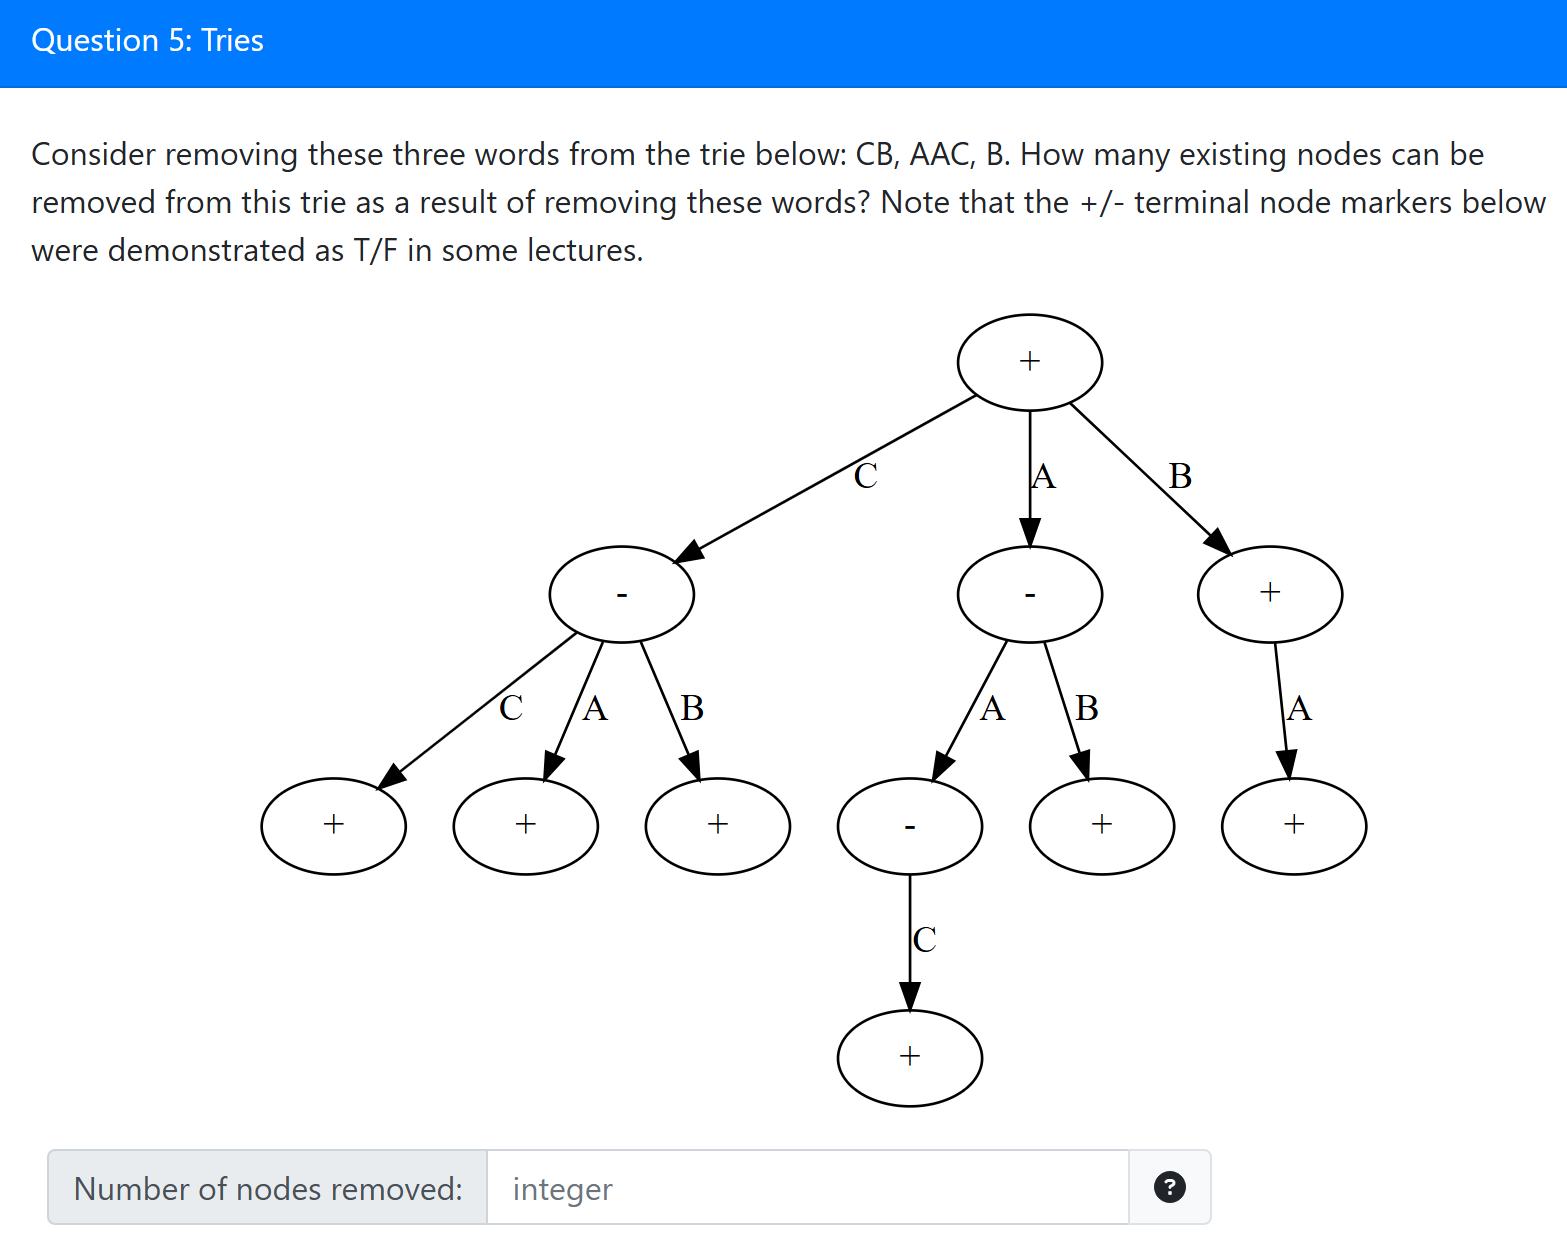 Question 5: Tries
Consider removing these three words from the trie below: CB, AAC, B. How many existing nodes can be
removed from this trie as a result of removing these words? Note that the +/- terminal node markers below
were demonstrated as T/F in some lectures.
+
C A B
- - +
C A B A B A
+ + + - + +
C
+
Number of nodes removed: integer ?